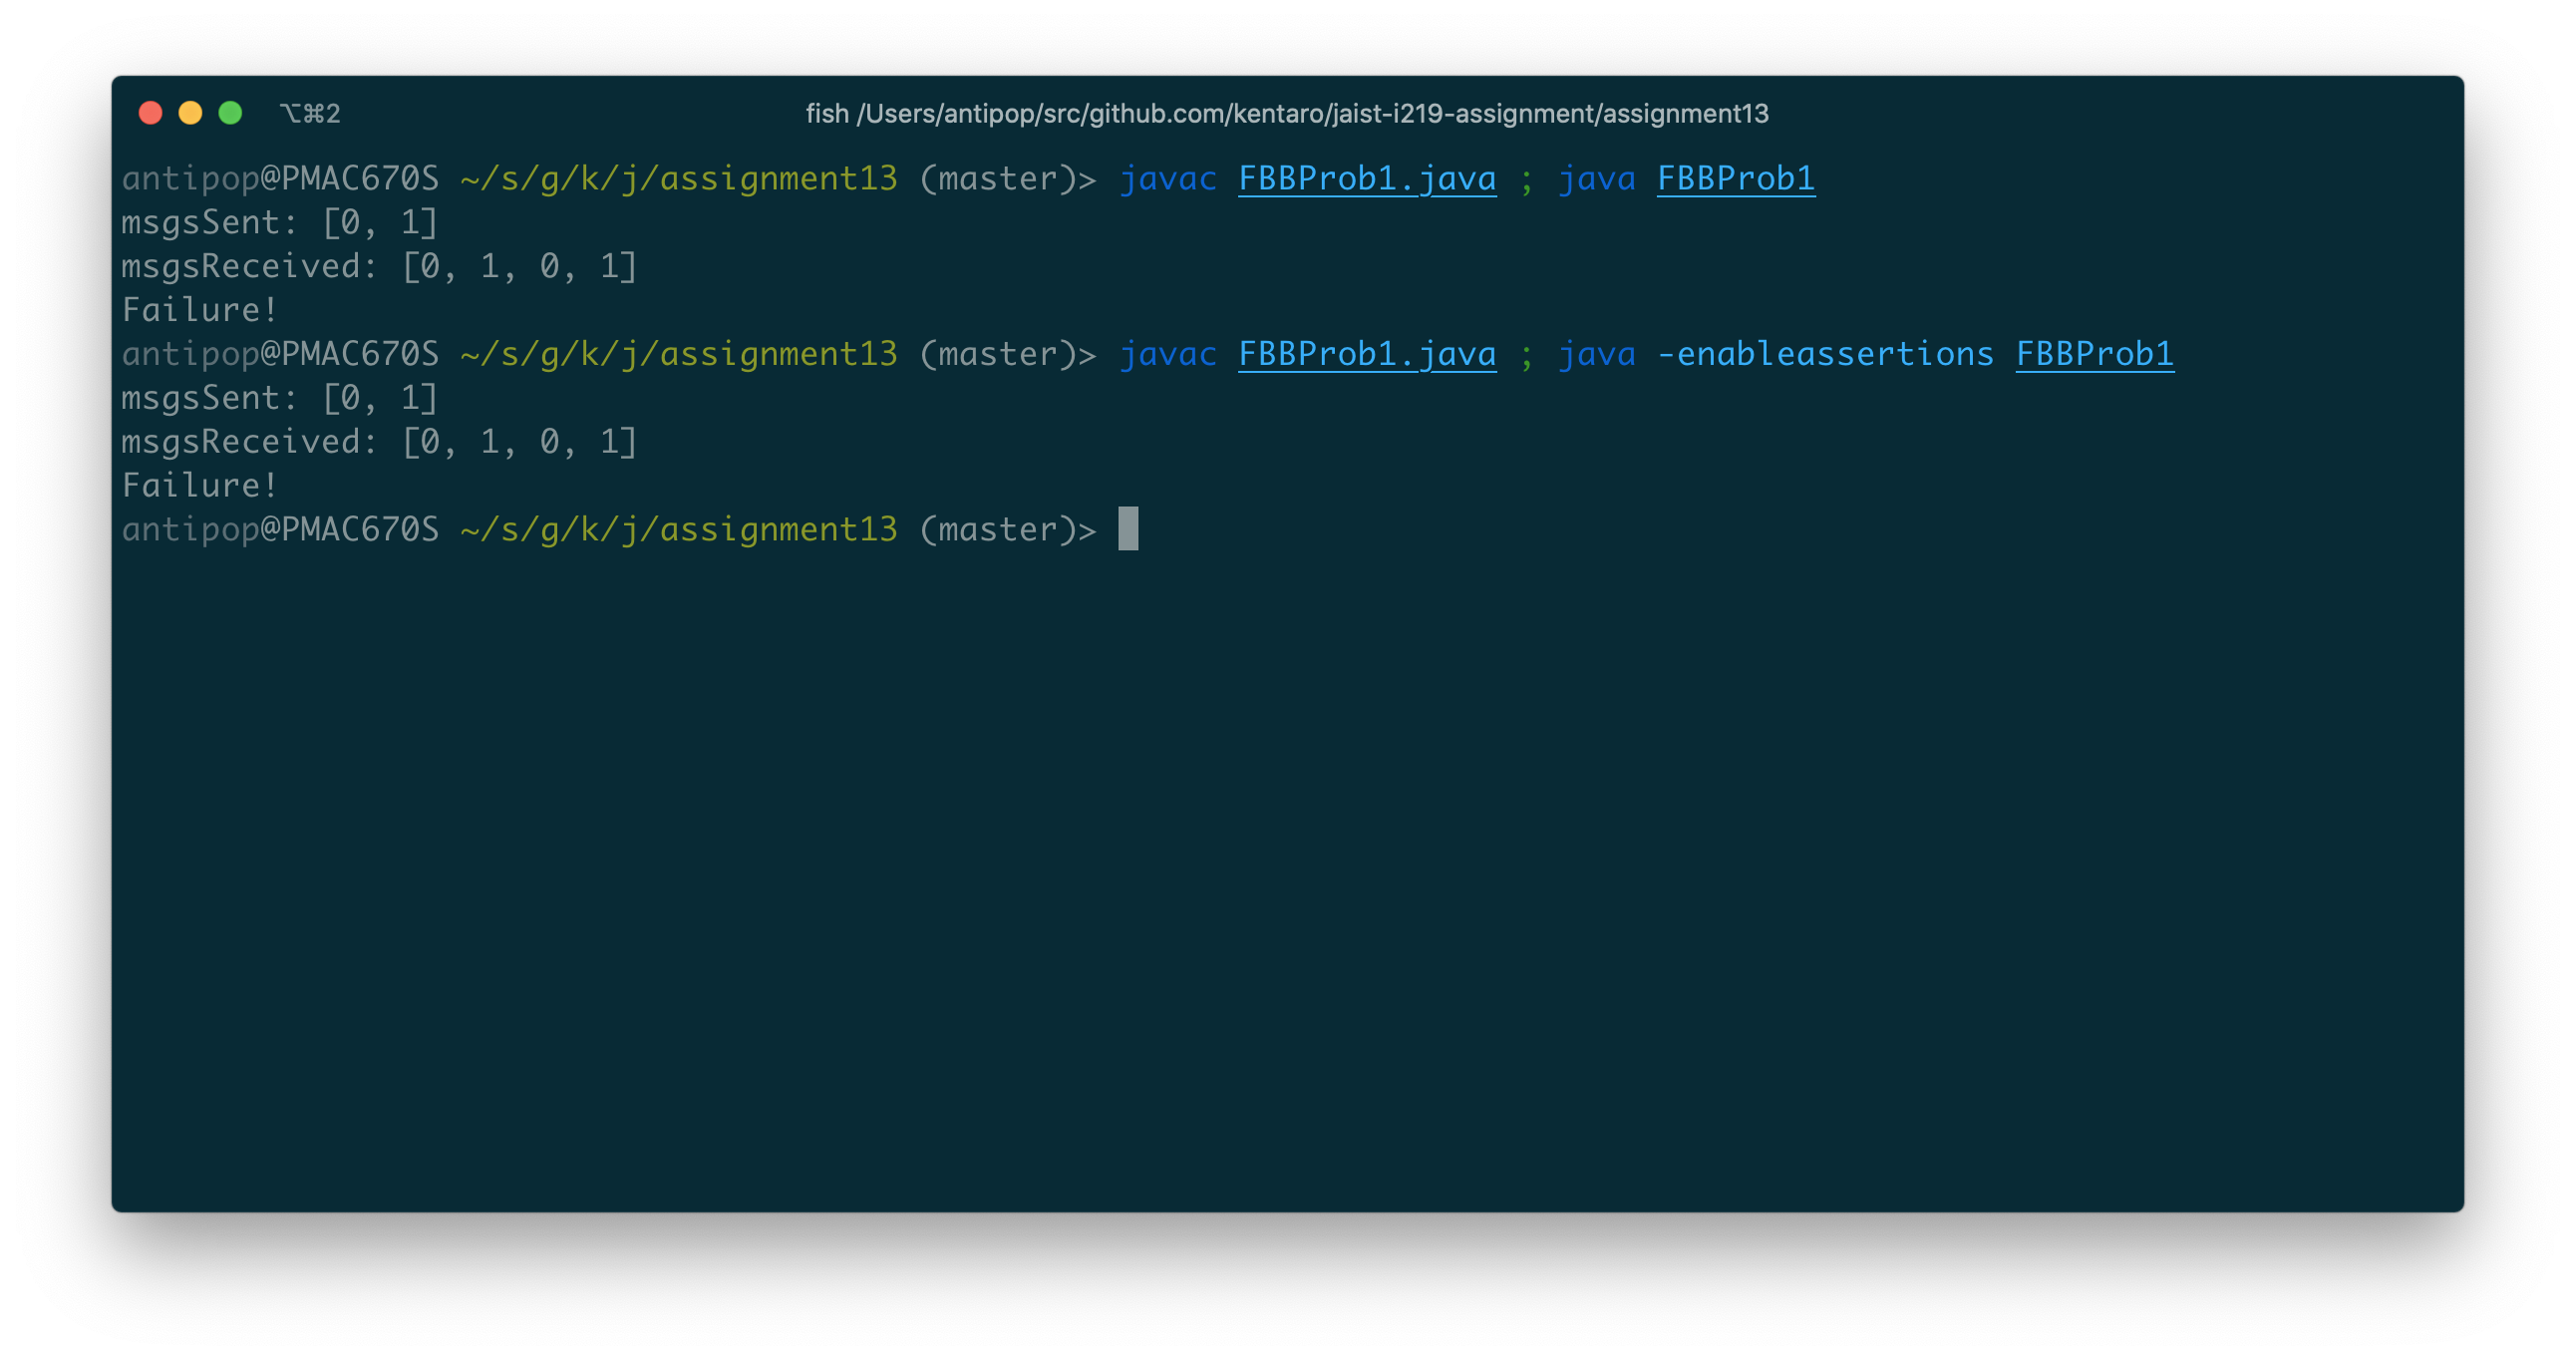 ⌥⌘2 fish /Users/antipop/src/github.com/kentaro/jaist-i219-assignment/assignment13
antipop@PMAC670S ~/s/g/k/j/assignment13 (master)> javac FBBProb1.java ; java FBBProb1
msgsSent: [0, 1]
msgsReceived: [0, 1, 0, 1]
Failure!
antipop@PMAC670S ~/s/g/k/j/assignment13 (master)> javac FBBProb1.java ; java -enableassertions FBBProb1
msgsSent: [0, 1]
msgsReceived: [0, 1, 0, 1]
Failure!
antipop@PMAC670S ~/s/g/k/j/assignment13 (master)>